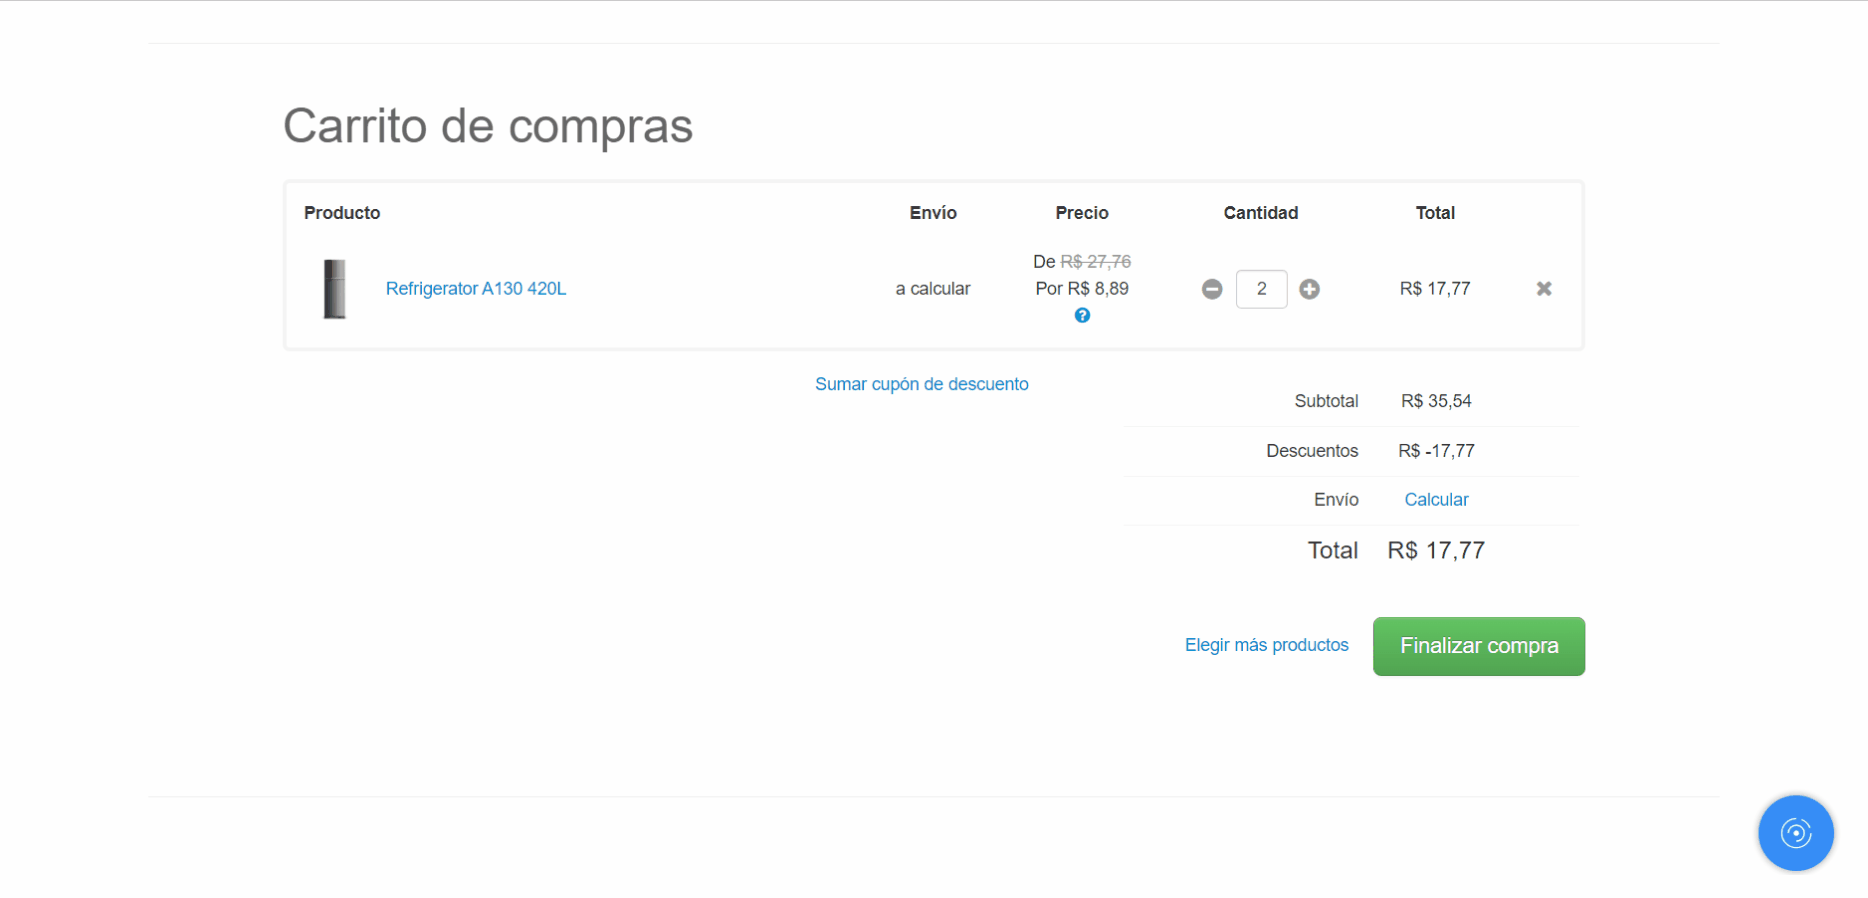 Carrito de compras
Producto Envío Precio Cantidad Total
De R$ 27,76
Refrigerator A130 420L a calcular Por R$ 8,89 2 R$ 17,77
?
Sumar cupón de descuento
Subtotal R$ 35,54
Descuentos R$ -17,77
Envío Calcular
Total R$ 17,77
Elegir más productos Finalizar compra